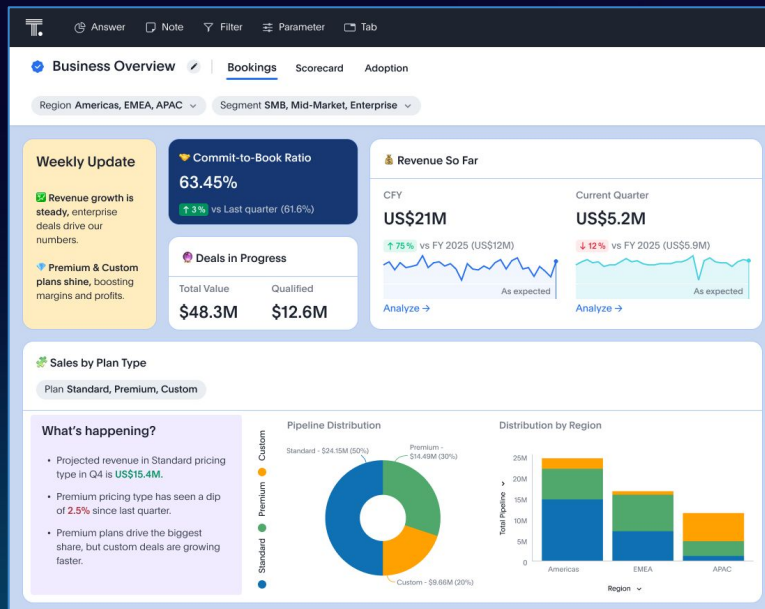 T.
Answer
Note
Filter
Parameter
Tab
Business Overview
Bookings
Scorecard
Adoption
Region Americas, EMEA, APAC
Segment SMB, Mid-Market, Enterprise
Weekly Update
Revenue growth is
steady, enterprise
deals drive our
numbers.
Premium & Custom
plans shine, boosting
margins and profits.
Commit-to-Book Ratio
63.45%
↑ 3% vs Last quarter (61.6%)
Deals in Progress
Total Value
Qualified
$48.3M
$12.6M
Revenue So Far
CFY
US$21M
↑ 75% vs FY 2025 (US$12M)
As expected
Analyze →
Current Quarter
US$5.2M
↓ 12% vs FY 2025 (US$5.9M)
As expected
Analyze →
Sales by Plan Type
Plan Standard, Premium, Custom
What's happening?
• Projected revenue in Standard pricing
type in Q4 is US$15.4M.
• Premium pricing type has seen a dip
of 2.5% since last quarter.
• Premium plans drive the biggest
share, but custom deals are growing
faster.
Custom
Premium
Standard
Pipeline Distribution
Standard - $24.15M (50%)
Premium -
$14.49M (30%)
Custom - $9.66M (20%)
Distribution by Region
Total Pipeline
25M
20M
15M
10M
5M
0
Americas
EMEA
APAC
Region